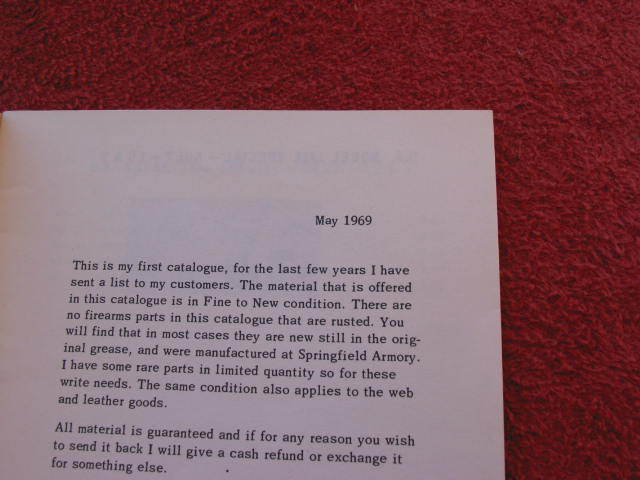 May 1969
This is my first catalogue, for the last few years I have
sent a list to my customers. The material that is offered
in this catalogue is in Fine to New condition. There are
no firearms parts in this catalogue that are rusted. You
will find that in most cases they are new still in the orig-
inal grease, and were manufactured at Springfield Armory.
I have some rare parts in limited quantity so for these
write needs. The same condition also applies to the web
and leather goods.
All material is guaranteed and if for any reason you wish
to send it back I will give a cash refund or exchange it
for something else.